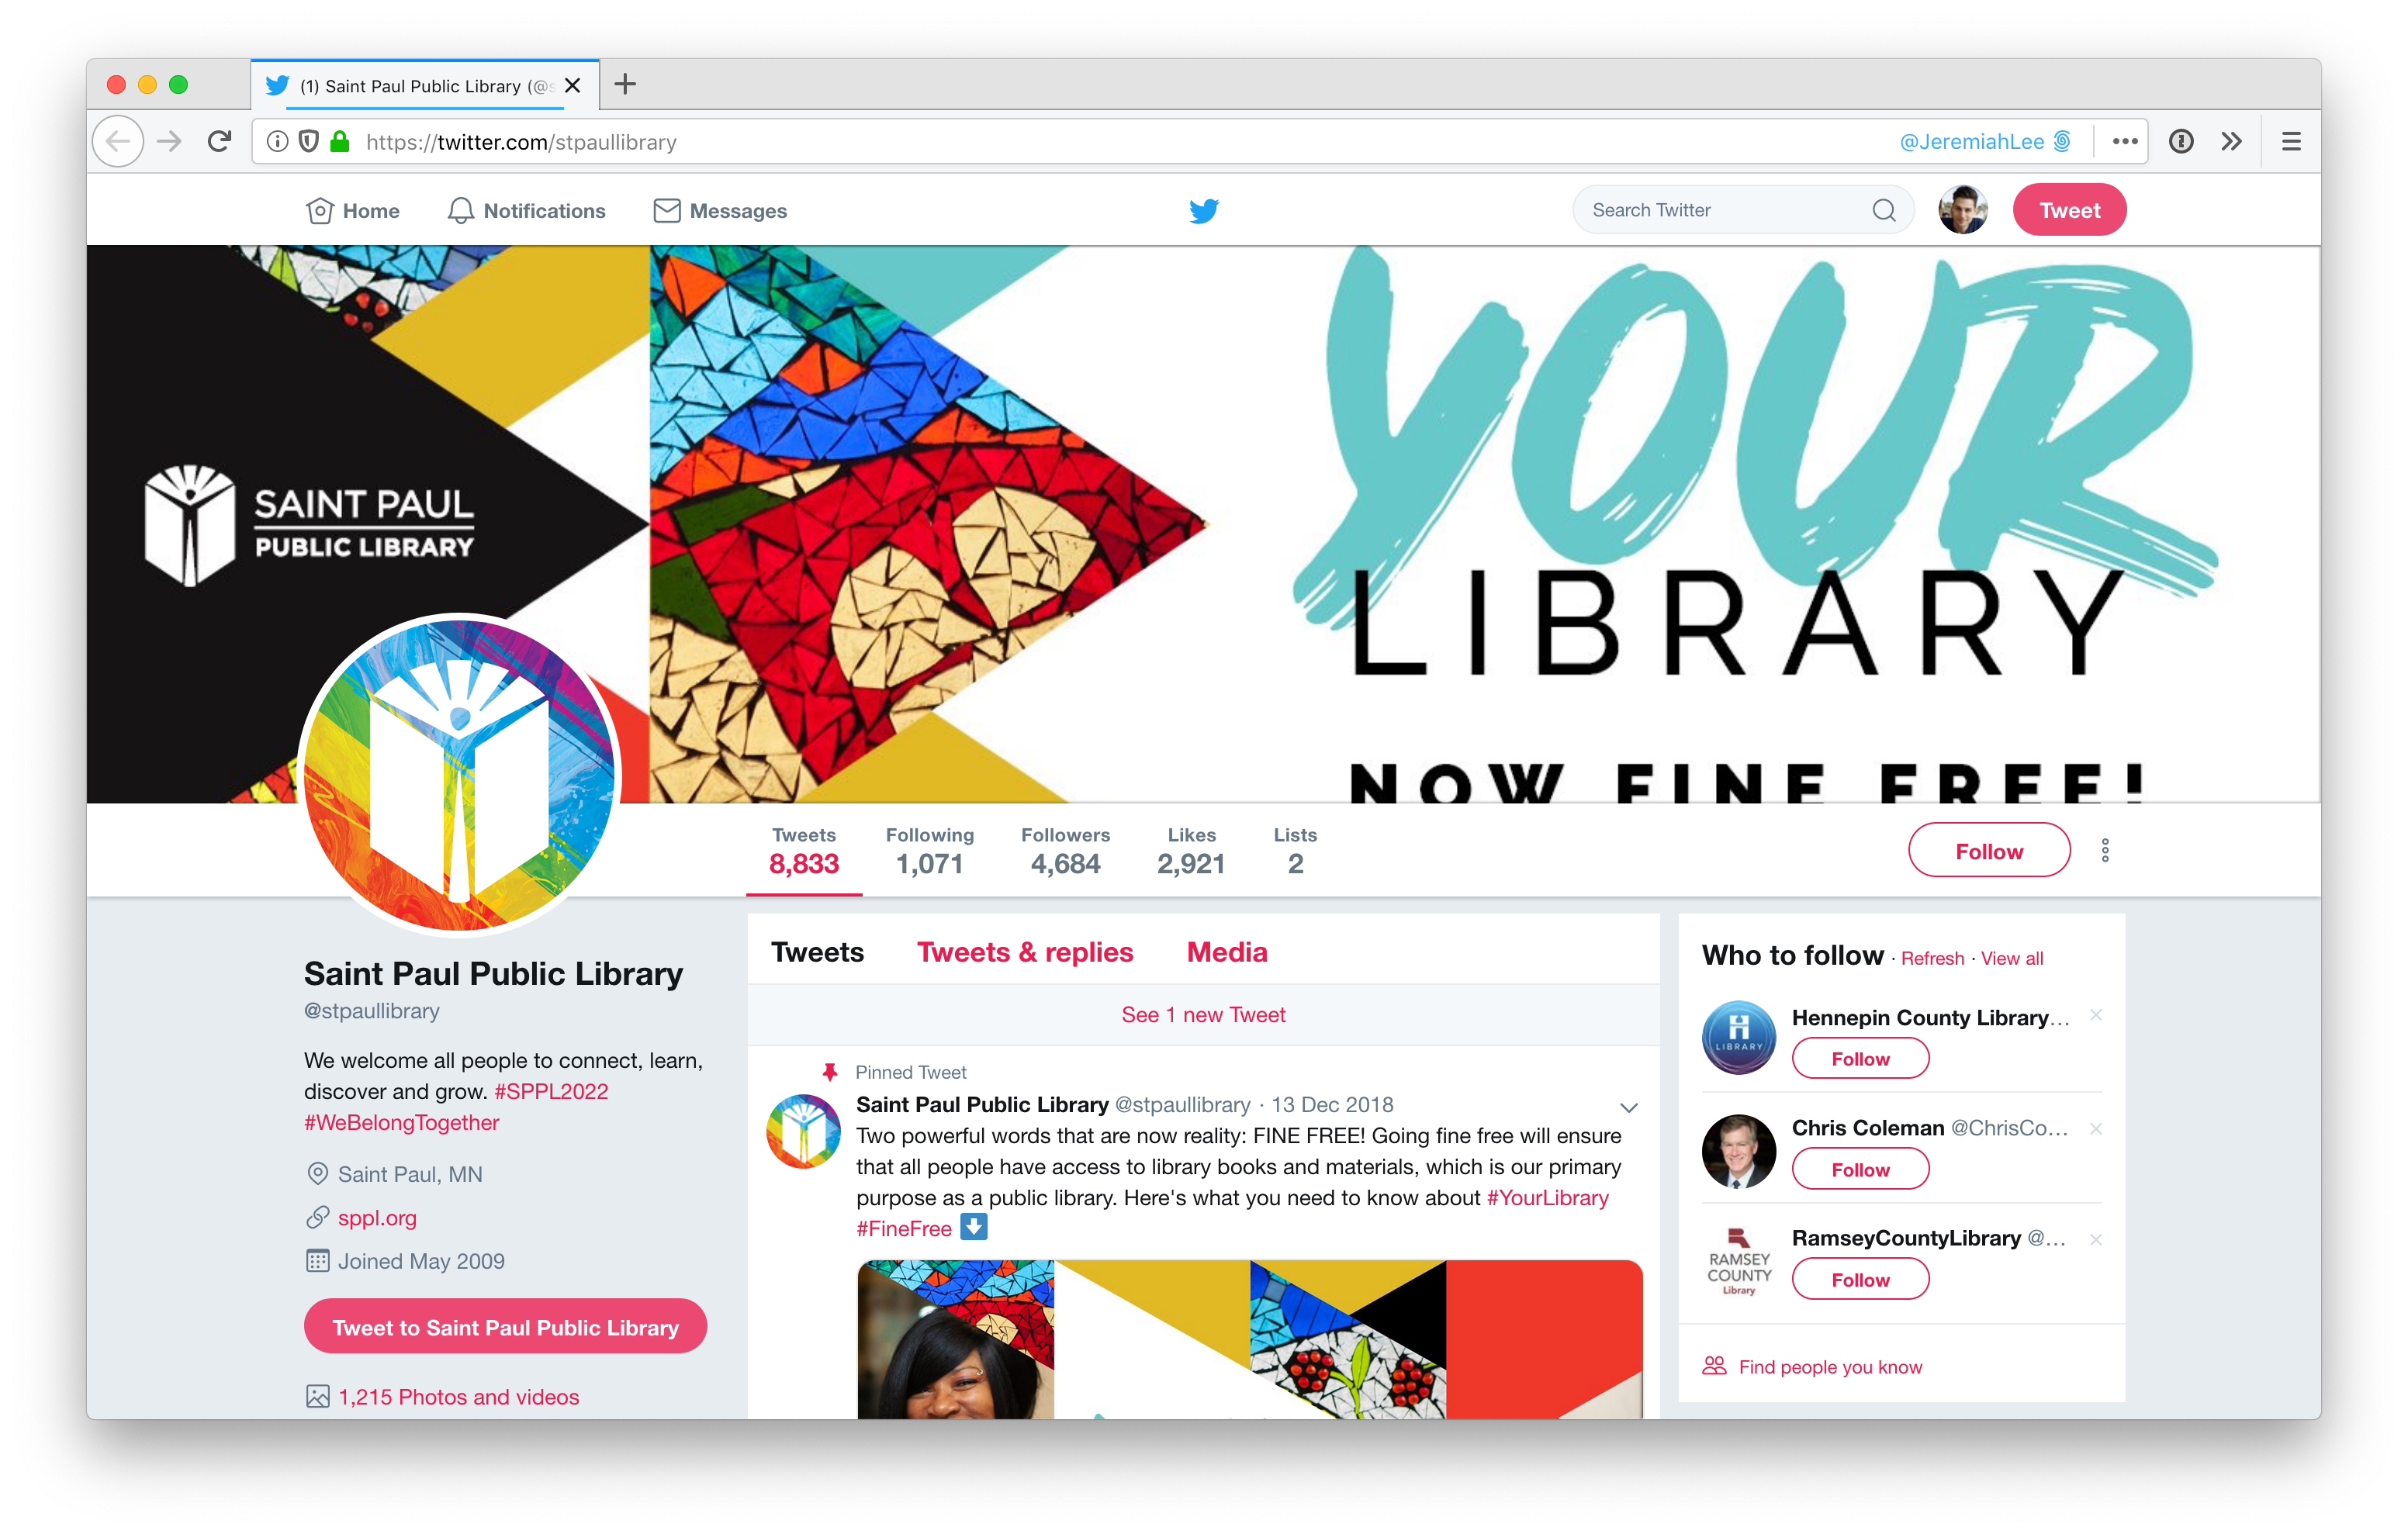 (1) Saint Paul Public Library (@s
https://twitter.com/stpaullibrary
@JeremiahLee
Home
Notifications
Messages
Search Twitter
Tweet
SAINT PAUL
PUBLIC LIBRARY
YOUR
LIBRARY
NOW FINE FREE!
Tweets
8,833
Following
1,071
Followers
4,684
Likes
2,921
Lists
2
Follow
Saint Paul Public Library
@stpaullibrary
We welcome all people to connect, learn,
discover and grow. #SPPL2022
#WeBelongTogether
Saint Paul, MN
sppl.org
Joined May 2009
Tweet to Saint Paul Public Library
1,215 Photos and videos
Tweets
Tweets & replies
Media
See 1 new Tweet
Pinned Tweet
Saint Paul Public Library @stpaullibrary · 13 Dec 2018
Two powerful words that are now reality: FINE FREE! Going fine free will ensure
that all people have access to library books and materials, which is our primary
purpose as a public library. Here's what you need to know about #YourLibrary
#FineFree ⬇️
Who to follow · Refresh · View all
H
LIBRARY
Hennepin County Library…
Follow
Chris Coleman @ChrisCo…
Follow
RAMSEY
COUNTY
Library
RamseyCountyLibrary @…
Follow
Find people you know